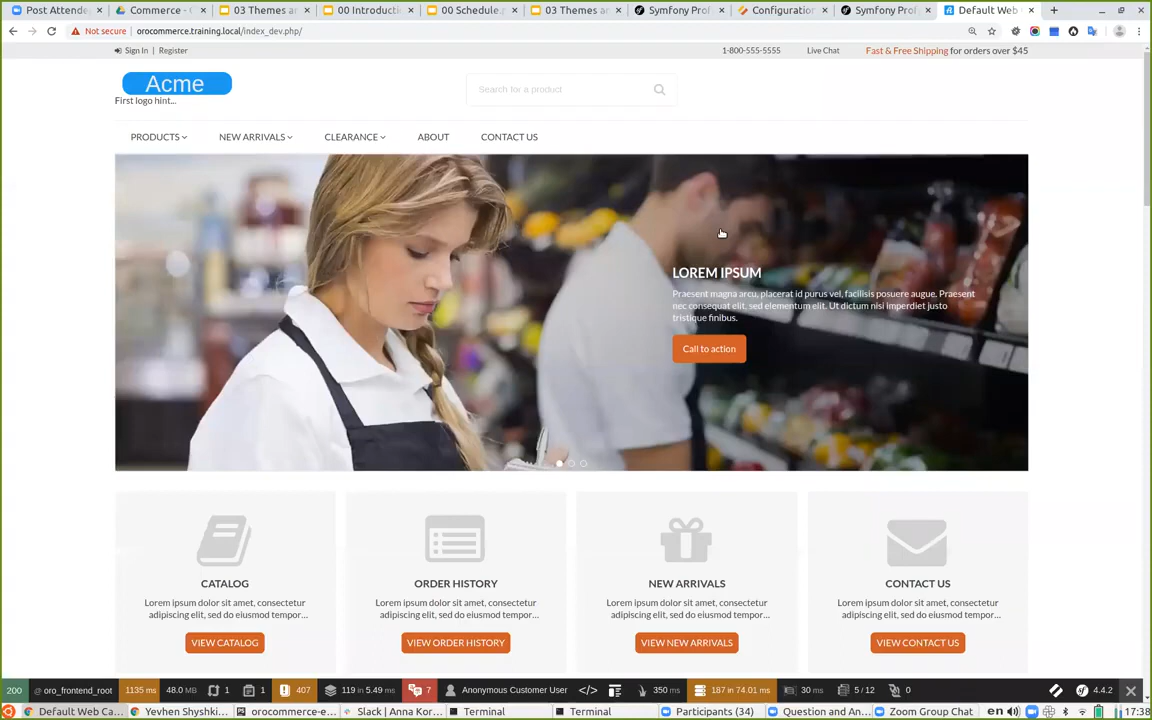 Post Attende
Commerce - C
03 Themes an
00 Introducti
00 Schedule.p
03 Themes an
Symfony Prof
Configuration
Symfony Prof
Default Web C
Not secure
orocommerce.training.local/index_dev.php/
Sign In | Register
1-800-555-5555
Live Chat
Fast & Free Shipping for orders over $45
Acme
First logo hint...
Search for a product
PRODUCTS
NEW ARRIVALS
CLEARANCE
ABOUT
CONTACT US
LOREM IPSUM
Praesent magna arcu, placerat id purus vel, facilisis posuere augue. Praesent
nec consequat elit, sed elementum elit. Ut dictum nisi imperdiet justo
tristique finibus.
Call to action
CATALOG
Lorem ipsum dolor sit amet, consectetur
adipiscing elit, sed do eiusmod tempor...
VIEW CATALOG
ORDER HISTORY
Lorem ipsum dolor sit amet, consectetur
adipiscing elit, sed do eiusmod tempor...
VIEW ORDER HISTORY
NEW ARRIVALS
Lorem ipsum dolor sit amet, consectetur
adipiscing elit, sed do eiusmod tempor...
VIEW NEW ARRIVALS
CONTACT US
Lorem ipsum dolor sit amet, consectetur
adipiscing elit, sed do eiusmod tempor...
VIEW CONTACT US
200 @ oro_frontend_root 1135 ms 48.0 MB 1 1 407 119 in 5.49 ms 7 Anonymous Customer User 350 ms 187 in 74.01 ms 30 ms 5 / 12 0 4.4.2
Default Web Ca...
Yevhen Shyshki...
orocommerce-e...
Slack | Anna Kor...
Terminal
Terminal
Participants (34)
Question and An...
Zoom Group Chat
en
17:38